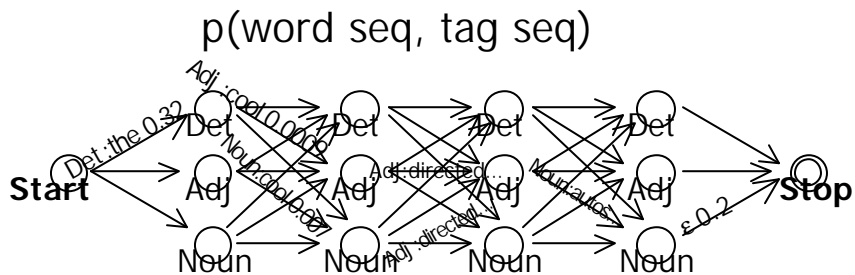 p(word seq, tag seq)
Det:the 0.32
Adj:cool 0.0009
Noun:cool 0.007
Adj:directed…
Adj:directed…
Noun:autos…
ε 0.2
Det Det Det Det
Start Adj Adj Adj Adj Stop
Noun Noun Noun Noun